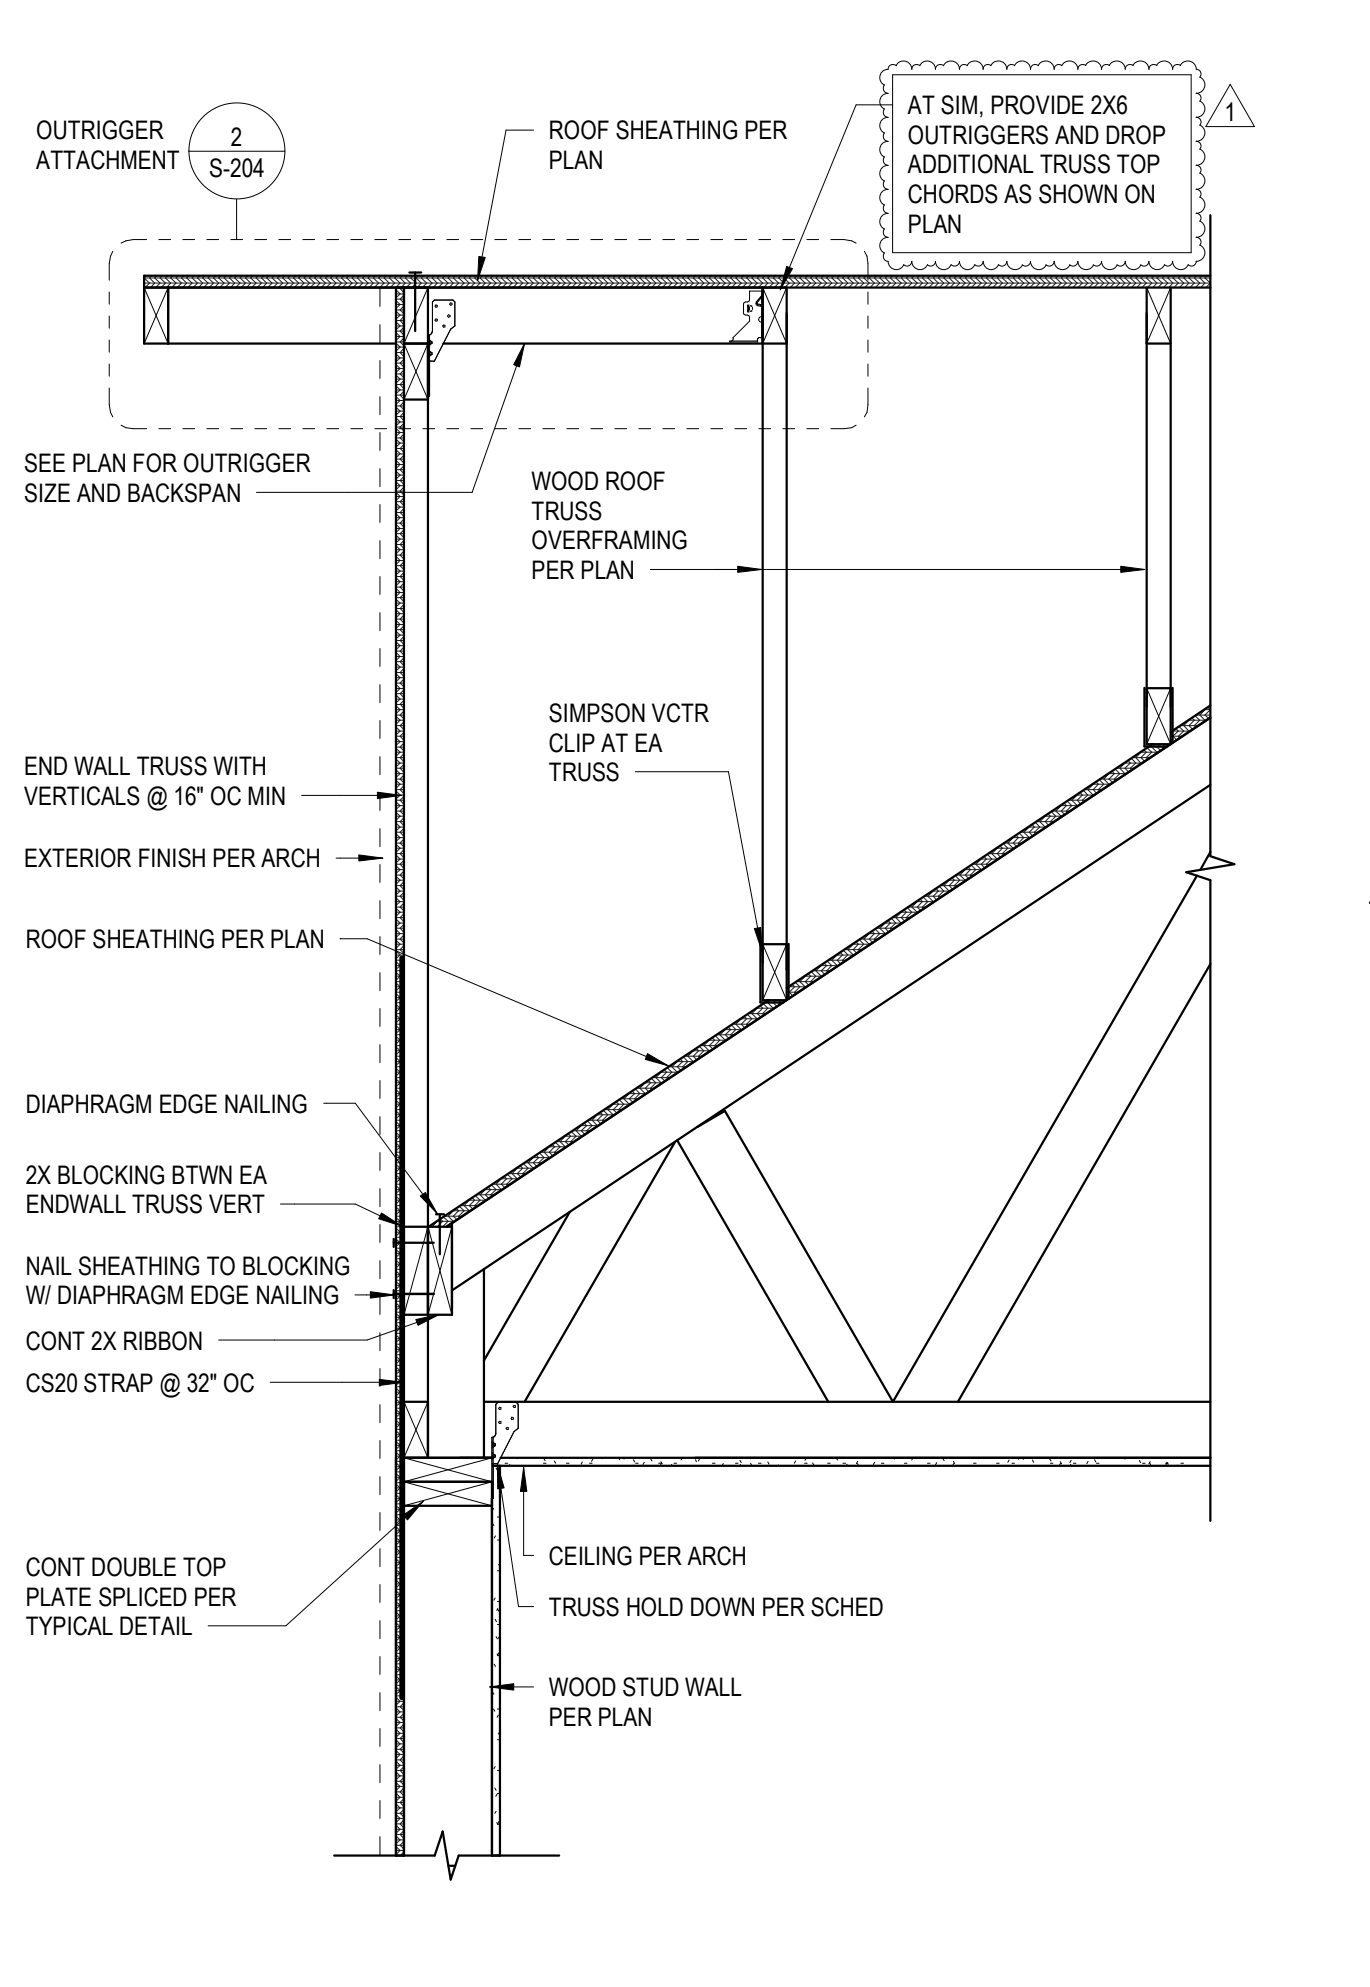 OUTRIGGER
ATTACHMENT
2
S-204
ROOF SHEATHING PER
PLAN
AT SIM, PROVIDE 2X6
OUTRIGGERS AND DROP
ADDITIONAL TRUSS TOP
CHORDS AS SHOWN ON
PLAN
1
SEE PLAN FOR OUTRIGGER
SIZE AND BACKSPAN
WOOD ROOF
TRUSS
OVERFRAMING
PER PLAN
SIMPSON VCTR
CLIP AT EA
TRUSS
END WALL TRUSS WITH
VERTICALS @ 16" OC MIN
EXTERIOR FINISH PER ARCH
ROOF SHEATHING PER PLAN
DIAPHRAGM EDGE NAILING
2X BLOCKING BTWN EA
ENDWALL TRUSS VERT
NAIL SHEATHING TO BLOCKING
W/ DIAPHRAGM EDGE NAILING
CONT 2X RIBBON
CS20 STRAP @ 32" OC
CONT DOUBLE TOP
PLATE SPLICED PER
TYPICAL DETAIL
CEILING PER ARCH
TRUSS HOLD DOWN PER SCHED
WOOD STUD WALL
PER PLAN